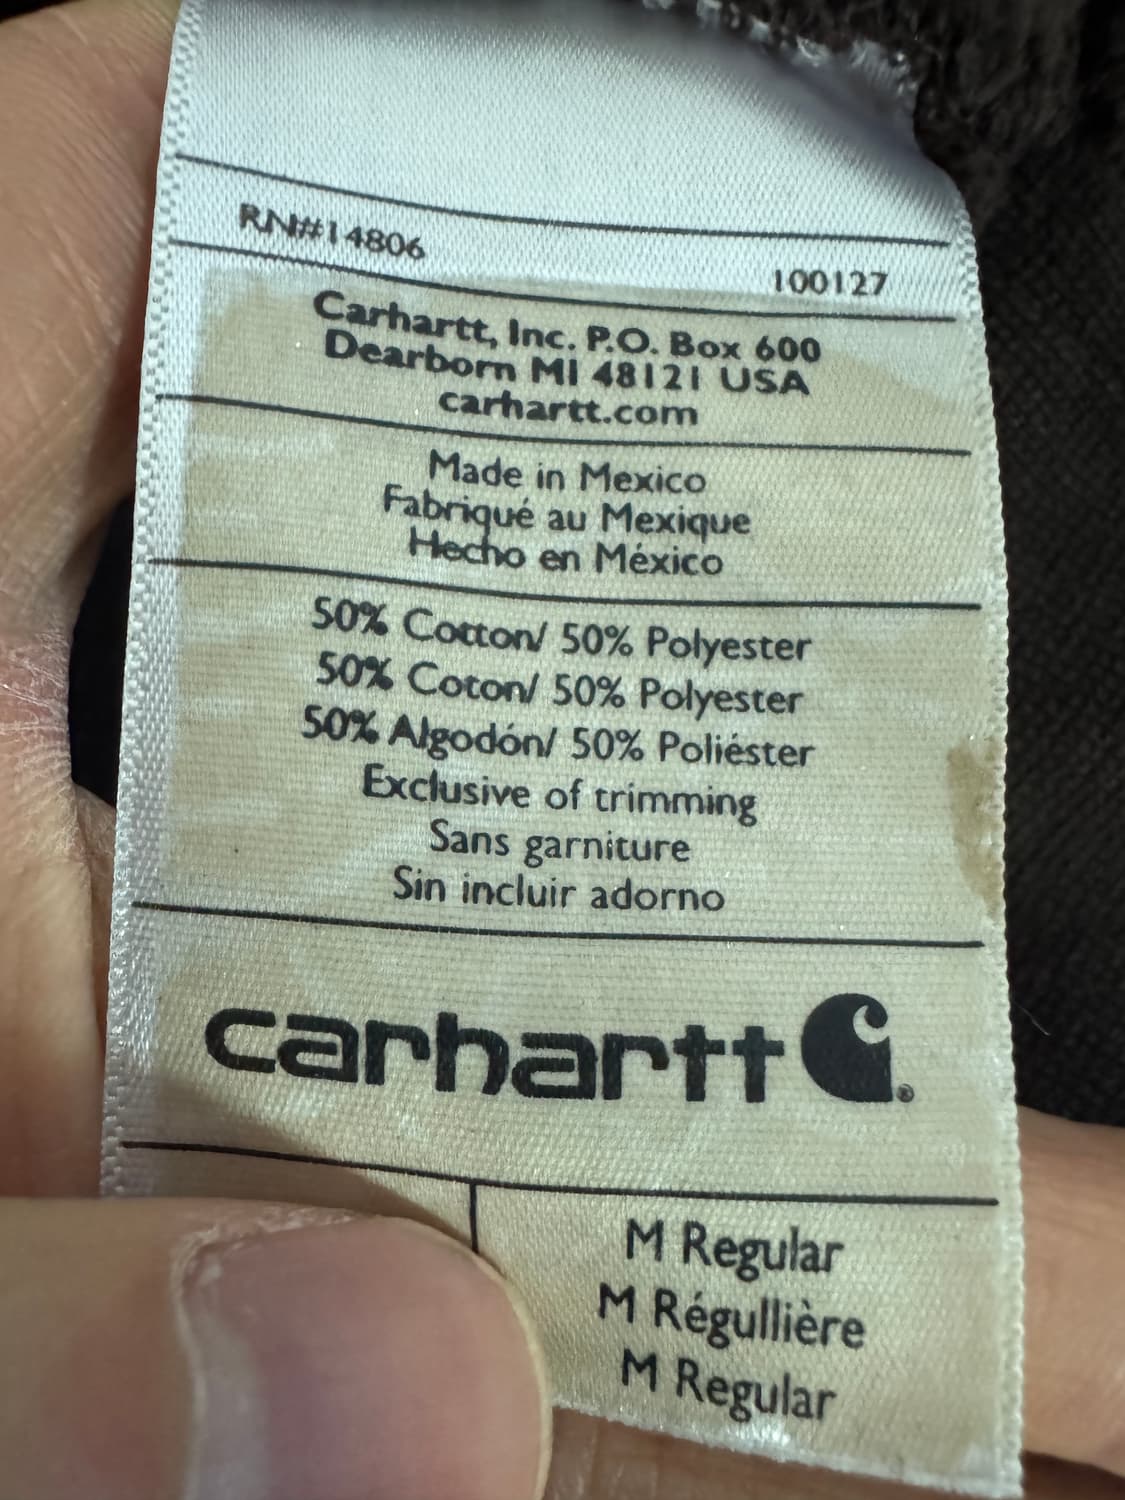 RN#14806
100127
Carhartt, Inc. P.O. Box 600
Dearborn MI 48121 USA
carhartt.com
Made in Mexico
Fabriqué au Mexique
Hecho en México
50% Cotton/ 50% Polyester
50% Coton/ 50% Polyester
50% Algodón/ 50% Poliéster
Exclusive of trimming
Sans garniture
Sin incluir adorno
carhartt ®
M Regular
M Régullière
M Regular